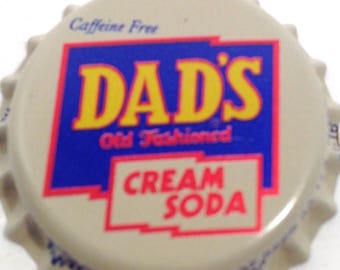 Caffeine Free
DAD'S
Old Fashioned
CREAM
SODA